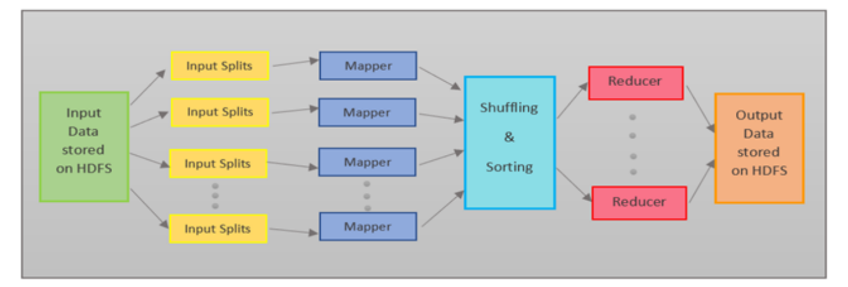 Input
Data
stored
on HDFS
Input Splits
Input Splits
Input Splits
Input Splits
Mapper
Mapper
Mapper
Mapper
Shuffling
&
Sorting
Reducer
Reducer
Output
Data
stored
on HDFS